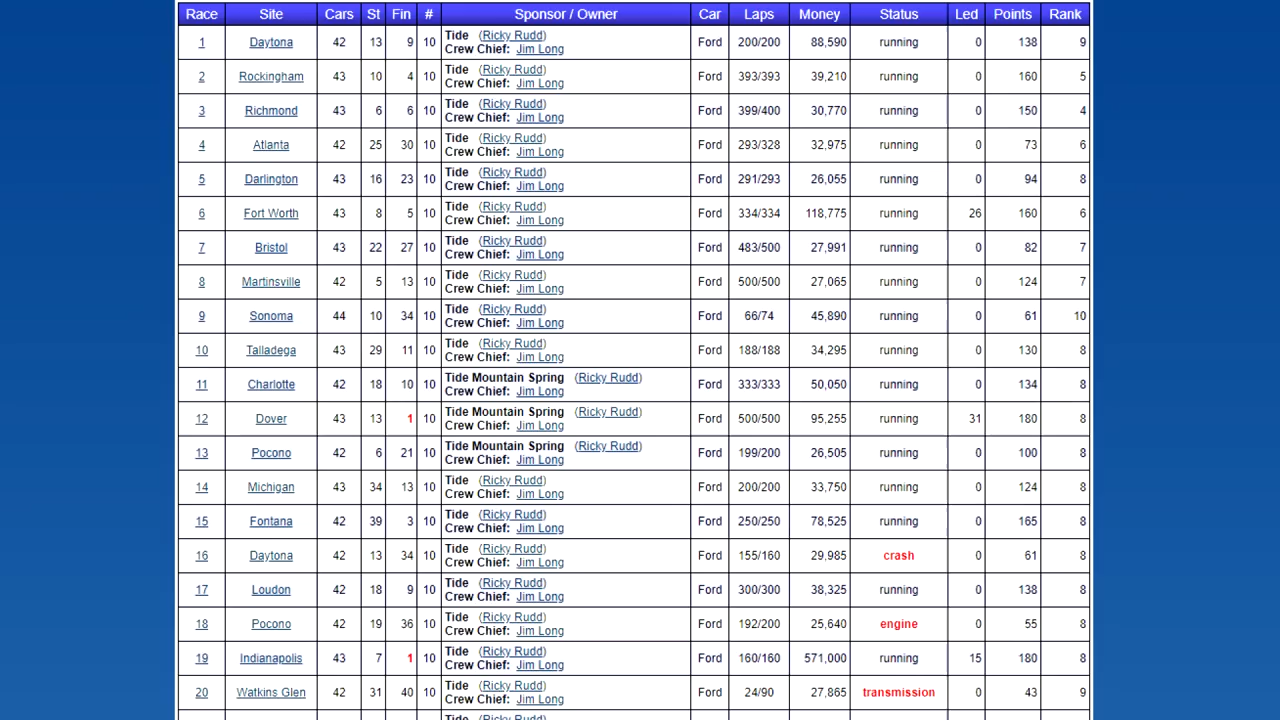 Race Site Cars St Fin # Sponsor / Owner Car Laps Money Status Led Points Rank
1 Daytona 42 13 9 10 Tide (Ricky Rudd) Ford 200/200 88,590 running 0 138 9
Crew Chief: Jim Long
2 Rockingham 43 10 4 10 Tide (Ricky Rudd) Ford 393/393 39,210 running 0 160 5
Crew Chief: Jim Long
3 Richmond 43 6 6 10 Tide (Ricky Rudd) Ford 399/400 30,770 running 0 150 4
Crew Chief: Jim Long
4 Atlanta 42 25 30 10 Tide (Ricky Rudd) Ford 293/328 32,975 running 0 73 6
Crew Chief: Jim Long
5 Darlington 43 16 23 10 Tide (Ricky Rudd) Ford 291/293 26,055 running 0 94 8
Crew Chief: Jim Long
6 Fort Worth 43 8 5 10 Tide (Ricky Rudd) Ford 334/334 118,775 running 26 160 6
Crew Chief: Jim Long
7 Bristol 43 22 27 10 Tide (Ricky Rudd) Ford 483/500 27,991 running 0 82 7
Crew Chief: Jim Long
8 Martinsville 42 5 13 10 Tide (Ricky Rudd) Ford 500/500 27,065 running 0 124 7
Crew Chief: Jim Long
9 Sonoma 44 10 34 10 Tide (Ricky Rudd) Ford 66/74 45,890 running 0 61 10
Crew Chief: Jim Long
10 Talladega 43 29 11 10 Tide (Ricky Rudd) Ford 188/188 34,295 running 0 130 8
Crew Chief: Jim Long
11 Charlotte 42 18 10 10 Tide Mountain Spring (Ricky Rudd) Ford 333/333 50,050 running 0 134 8
Crew Chief: Jim Long
12 Dover 43 13 1 10 Tide Mountain Spring (Ricky Rudd) Ford 500/500 95,255 running 31 180 8
Crew Chief: Jim Long
13 Pocono 42 6 21 10 Tide Mountain Spring (Ricky Rudd) Ford 199/200 26,505 running 0 100 8
Crew Chief: Jim Long
14 Michigan 43 34 13 10 Tide (Ricky Rudd) Ford 200/200 33,750 running 0 124 8
Crew Chief: Jim Long
15 Fontana 42 39 3 10 Tide (Ricky Rudd) Ford 250/250 78,525 running 0 165 8
Crew Chief: Jim Long
16 Daytona 42 13 34 10 Tide (Ricky Rudd) Ford 155/160 29,985 crash 0 61 8
Crew Chief: Jim Long
17 Loudon 42 18 9 10 Tide (Ricky Rudd) Ford 300/300 38,325 running 0 138 8
Crew Chief: Jim Long
18 Pocono 42 19 36 10 Tide (Ricky Rudd) Ford 192/200 25,640 engine 0 55 8
Crew Chief: Jim Long
19 Indianapolis 43 7 1 10 Tide (Ricky Rudd) Ford 160/160 571,000 running 15 180 8
Crew Chief: Jim Long
20 Watkins Glen 42 31 40 10 Tide (Ricky Rudd) Ford 24/90 27,865 transmission 0 43 9
Crew Chief: Jim Long
Tide (Ricky Rudd)